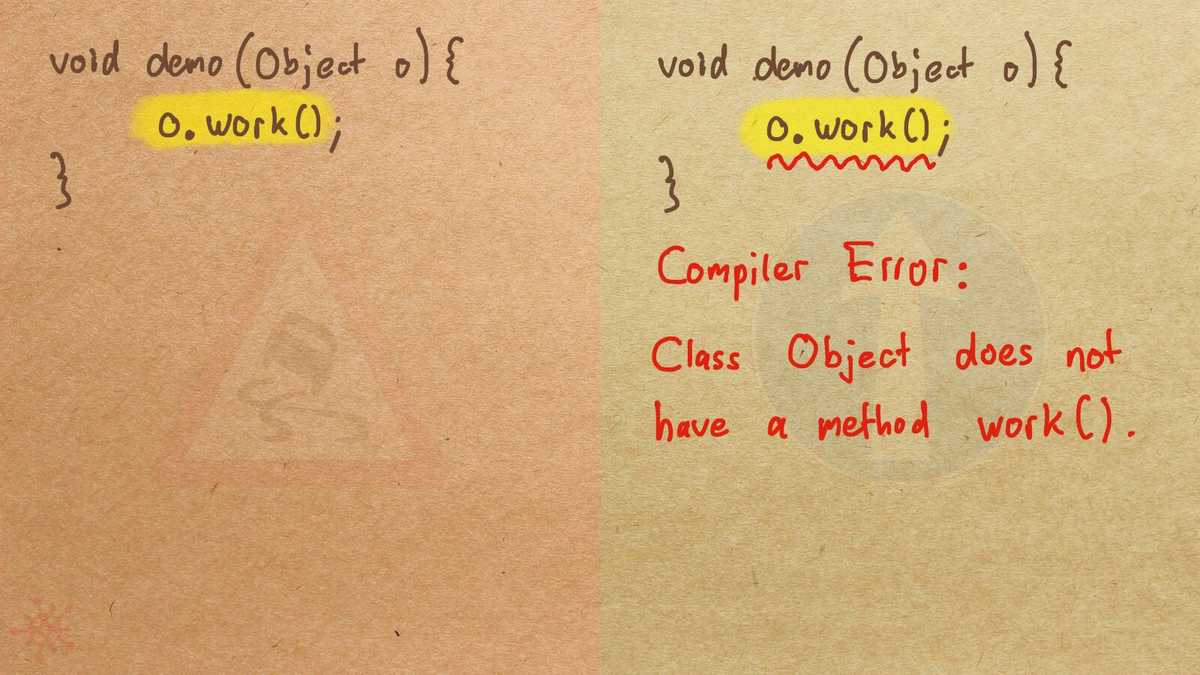 void demo(Object o){
o.work();
}
void demo(Object o){
o.work();
}
Compiler Error:
Class Object does not
have a method work().